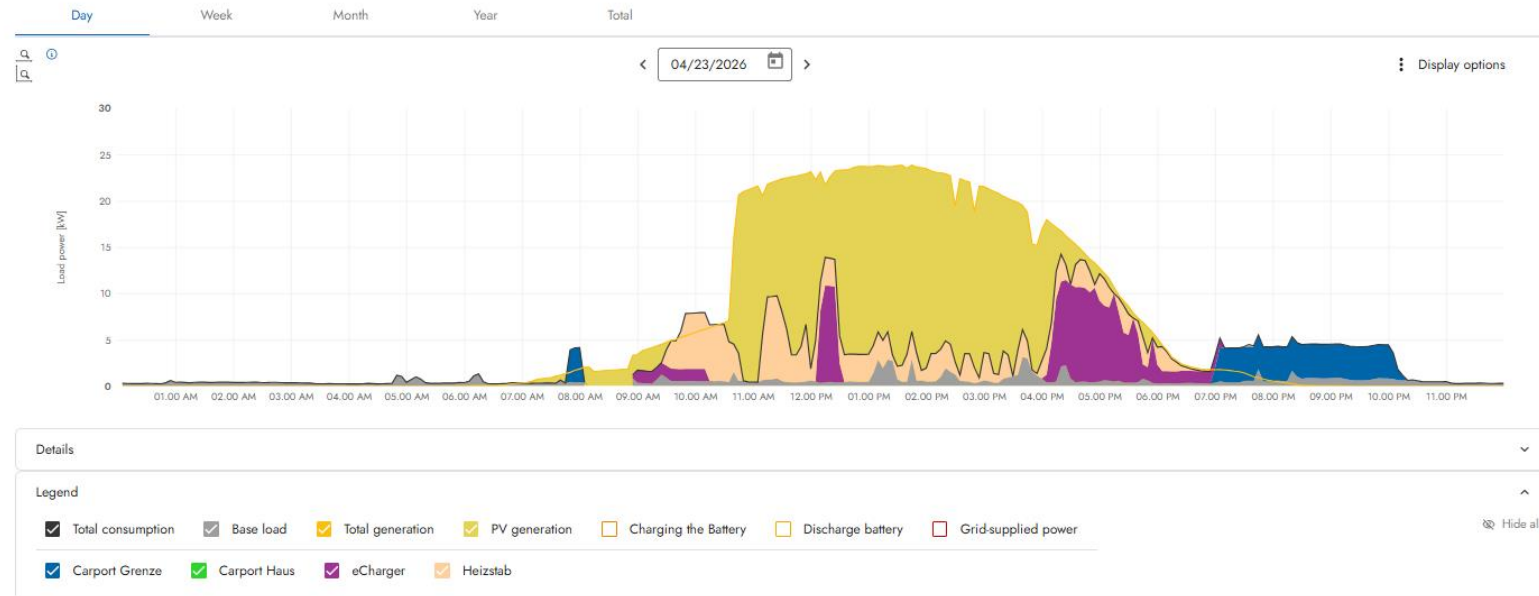 Day Week Month Year Total
04/23/2026
Display options
30
25
20
15
10
5
0
Load power [kW]
01.00 AM 02.00 AM 03.00 AM 04.00 AM 05.00 AM 06.00 AM 07.00 AM 08.00 AM 09.00 AM 10.00 AM 11.00 AM 12.00 PM 01.00 PM 02.00 PM 03.00 PM 04.00 PM 05.00 PM 06.00 PM 07.00 PM 08.00 PM 09.00 PM 10.00 PM 11.00 PM
Details
Legend
Total consumption Base load Total generation PV generation Charging the Battery Discharge battery Grid-supplied power
Hide al
Carport Grenze Carport Haus eCharger Heizstab